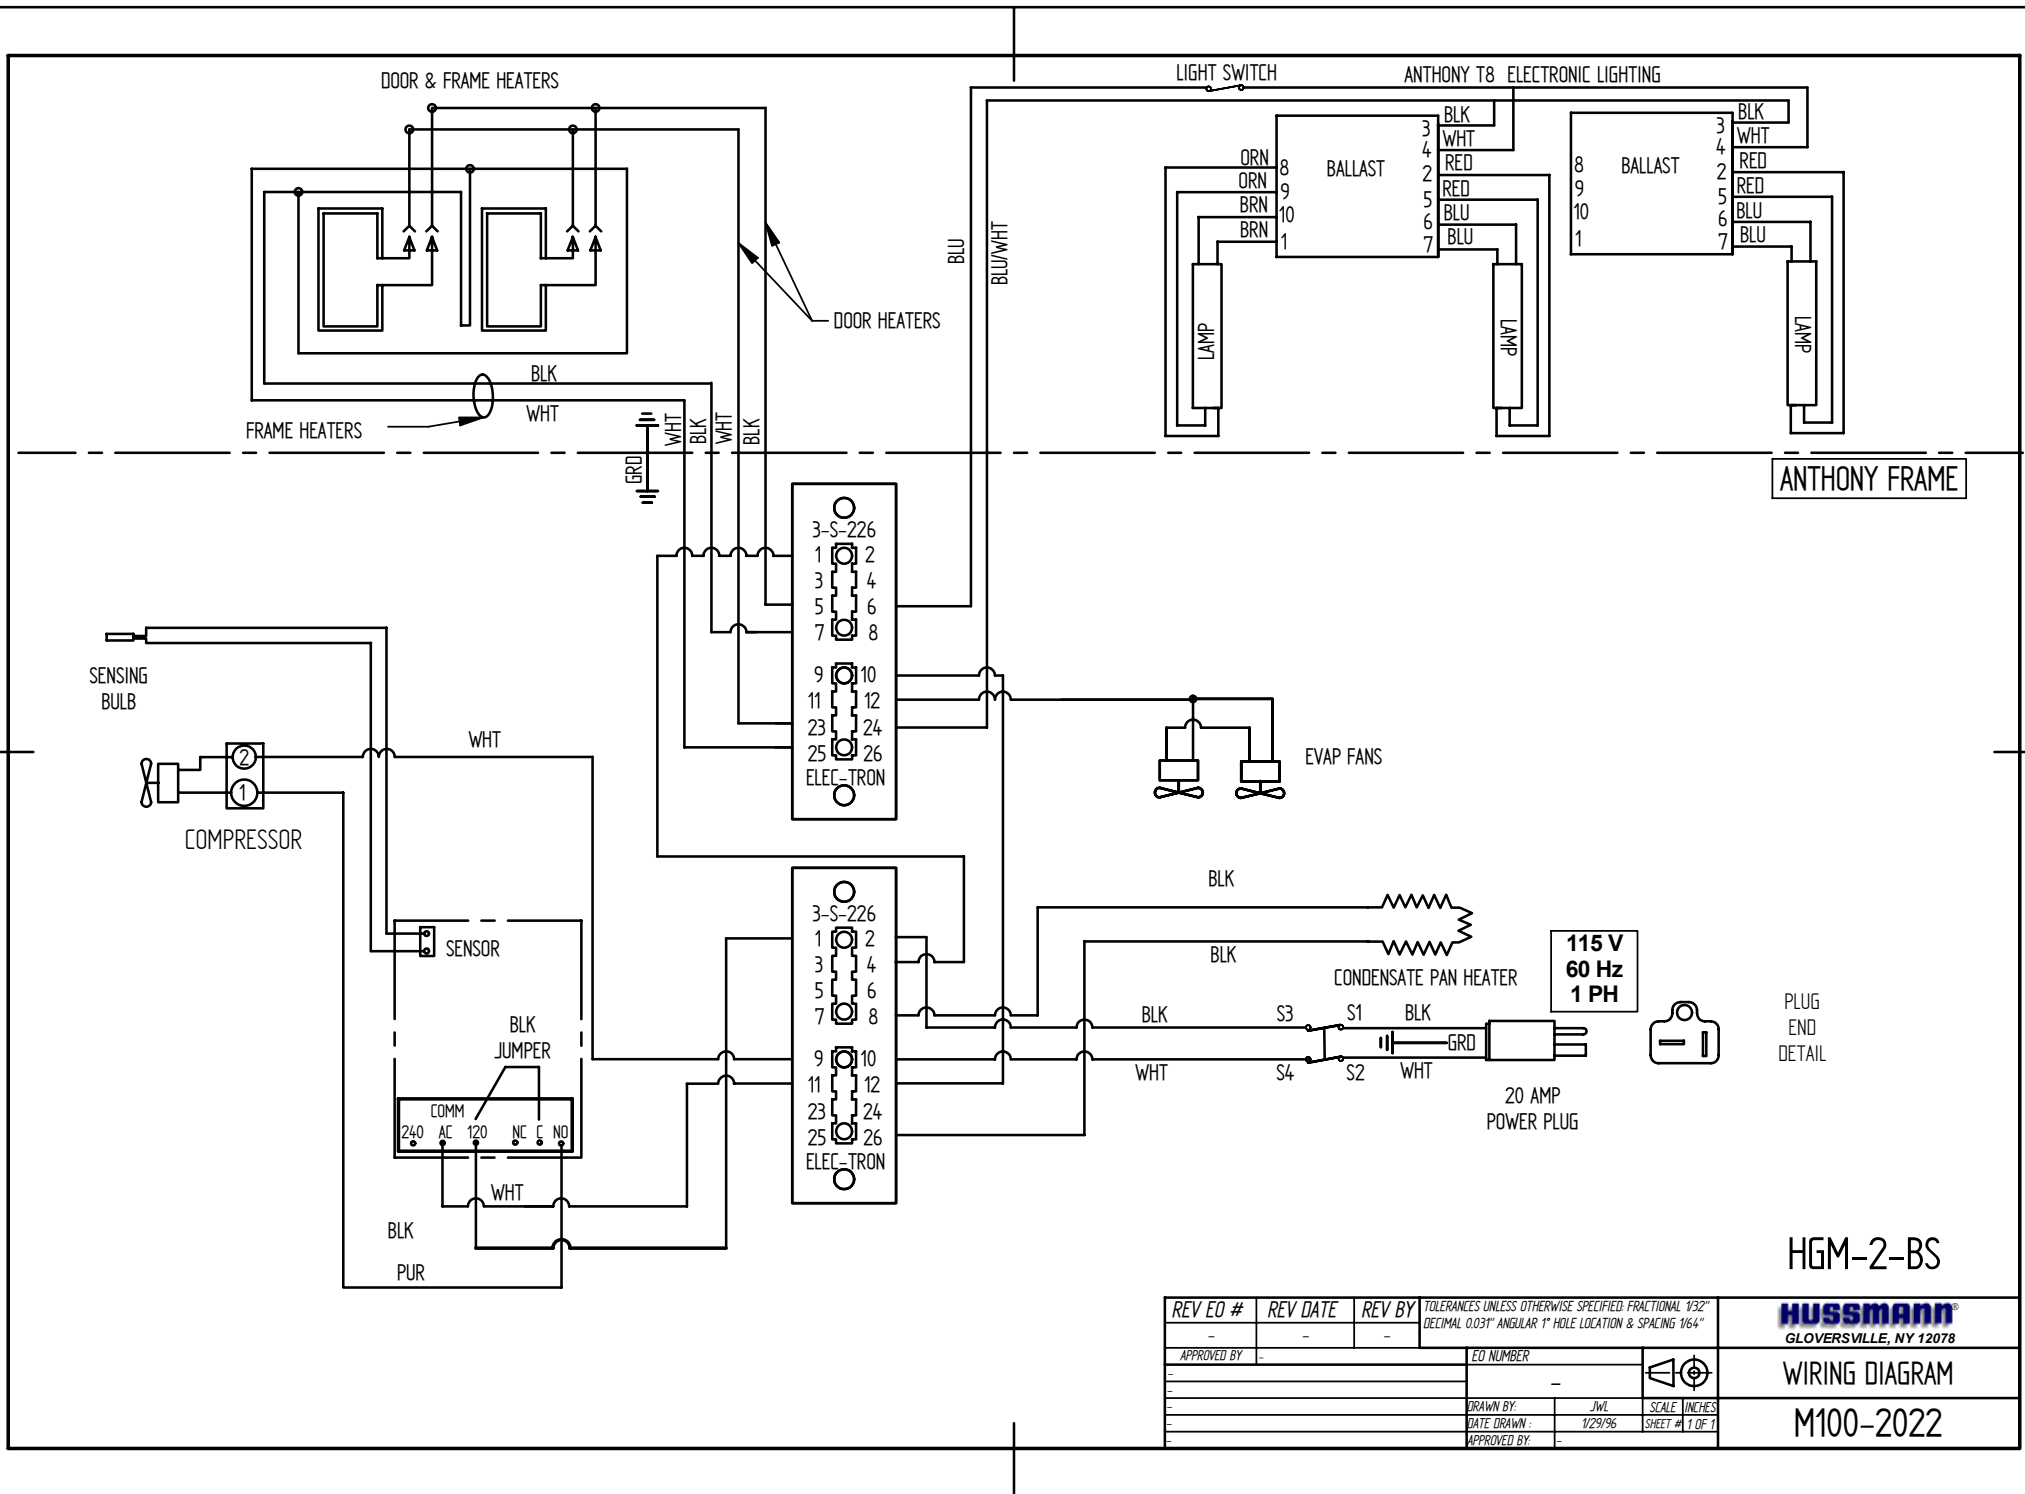 DOOR & FRAME HEATERS
LIGHT SWITCH
ANTHONY T8 ELECTRONIC LIGHTING
ORN
ORN
BRN
BRN
8
9
10
1
BALLAST
3
4
2
5
6
7
BLK
WHT
RED
RED
BLU
BLU
8
9
10
1
BALLAST
3
4
2
5
6
7
BLK
WHT
RED
RED
BLU
BLU
BLU
BLU/WHT
LAMP
LAMP
LAMP
DOOR HEATERS
BLK
WHT
FRAME HEATERS
GRD
WHT
BLK
WHT
BLK
ANTHONY FRAME
3-S-226
1 2
3 4
5 6
7 8
9 10
11 12
23 24
25 26
ELEC-TRON
SENSING
BULB
WHT
2
1
COMPRESSOR
EVAP FANS
3-S-226
1 2
3 4
5 6
7 8
9 10
11 12
23 24
25 26
ELEC-TRON
SENSOR
BLK
JUMPER
COMM
240 AC 120 NC C NO
WHT
BLK
PUR
BLK
BLK
CONDENSATE PAN HEATER
115 V
60 Hz
1 PH
BLK
S3
S1
BLK
GRD
WHT
S4
S2
WHT
20 AMP
POWER PLUG
PLUG
END
DETAIL
HGM-2-BS
REV EO # REV DATE REV BY
- - -
TOLERANCES UNLESS OTHERWISE SPECIFIED: FRACTIONAL 1/32"
DECIMAL 0.031" ANGULAR 1° HOLE LOCATION & SPACING 1/64"
APPROVED BY -
-
-
-
-
-
EO NUMBER
-
DRAWN BY: JWL
DATE DRAWN : 1/29/96
APPROVED BY: -
SCALE INCHES
SHEET # 1 OF 1
HUSSMANN®
GLOVERSVILLE, NY 12078
WIRING DIAGRAM
M100-2022